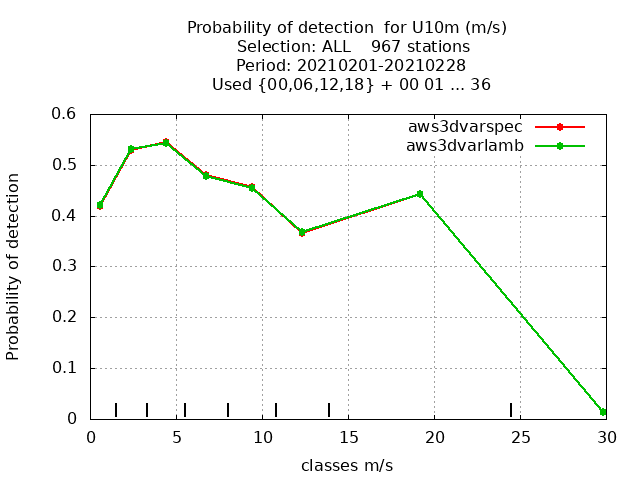 Probability of detection  for U10m (m/s)
Selection: ALL    967 stations
Period: 20210201-20210228
Used {00,06,12,18} + 00 01 ... 36
aws3dvarspec
aws3dvarlamb
Probability of detection
0.6
0.5
0.4
0.3
0.2
0.1
0
0 5 10 15 20 25 30
classes m/s